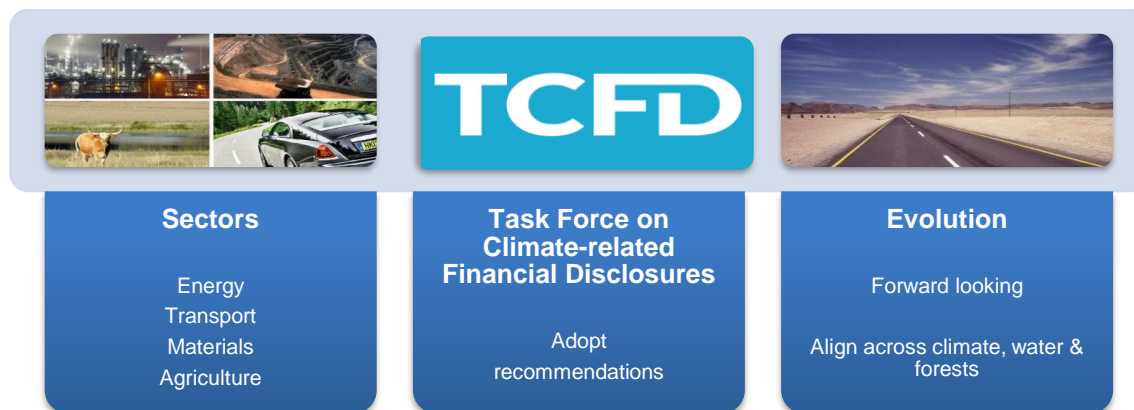 TCFD
Sectors
Energy
Transport
Materials
Agriculture
Task Force on
Climate-related
Financial Disclosures
Adopt
recommendations
Evolution
Forward looking
Align across climate, water &
forests